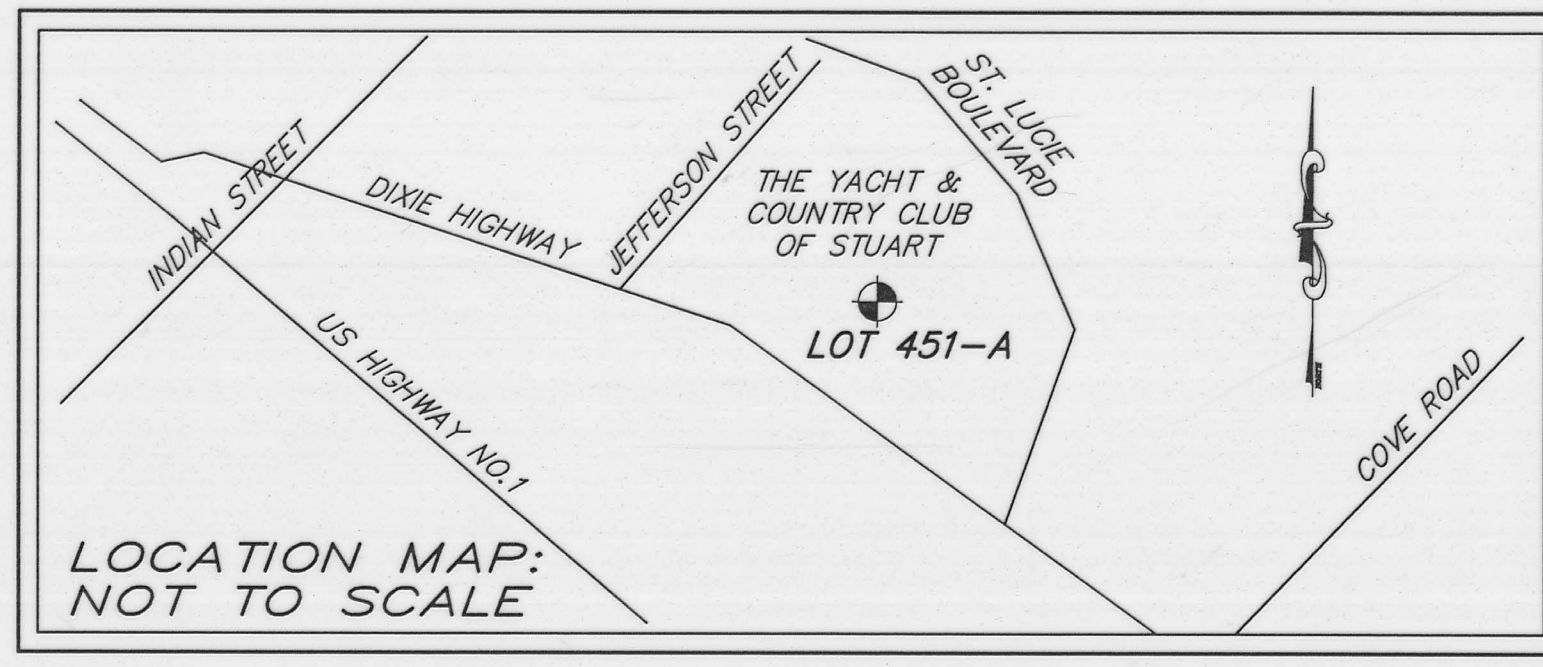 INDIAN STREET
DIXIE HIGHWAY
JEFFERSON STREET
ST. LUCIE
BOULEVARD
THE YACHT &
COUNTRY CLUB
OF STUART
LOT 451-A
US HIGHWAY NO.1
COVE ROAD
LOCATION MAP:
NOT TO SCALE